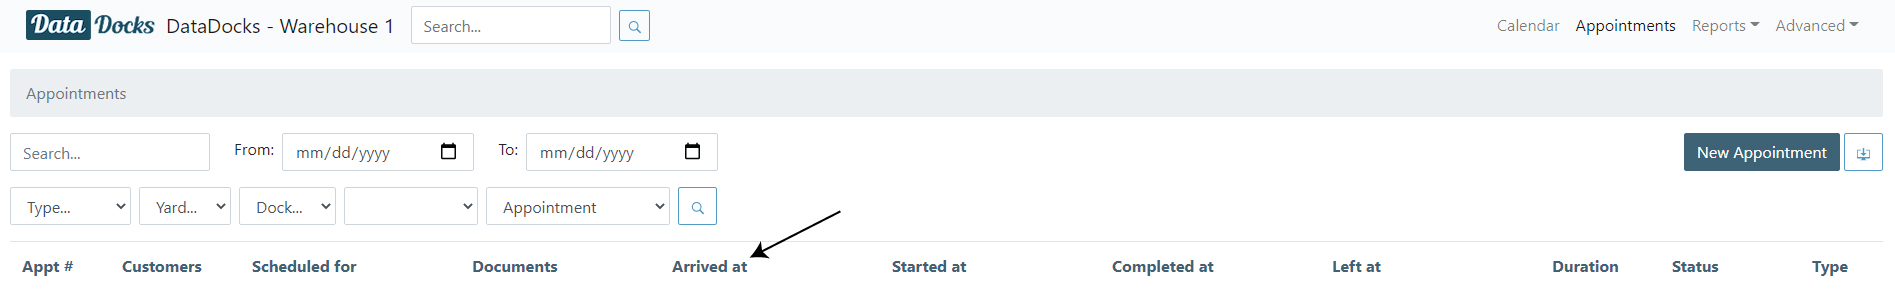 Data Docks DataDocks - Warehouse 1 Search... Calendar Appointments Reports Advanced
Appointments
Search... From: mm/dd/yyyy To: mm/dd/yyyy New Appointment
Type... Yard... Dock... Appointment
Appt # Customers Scheduled for Documents Arrived at Started at Completed at Left at Duration Status Type